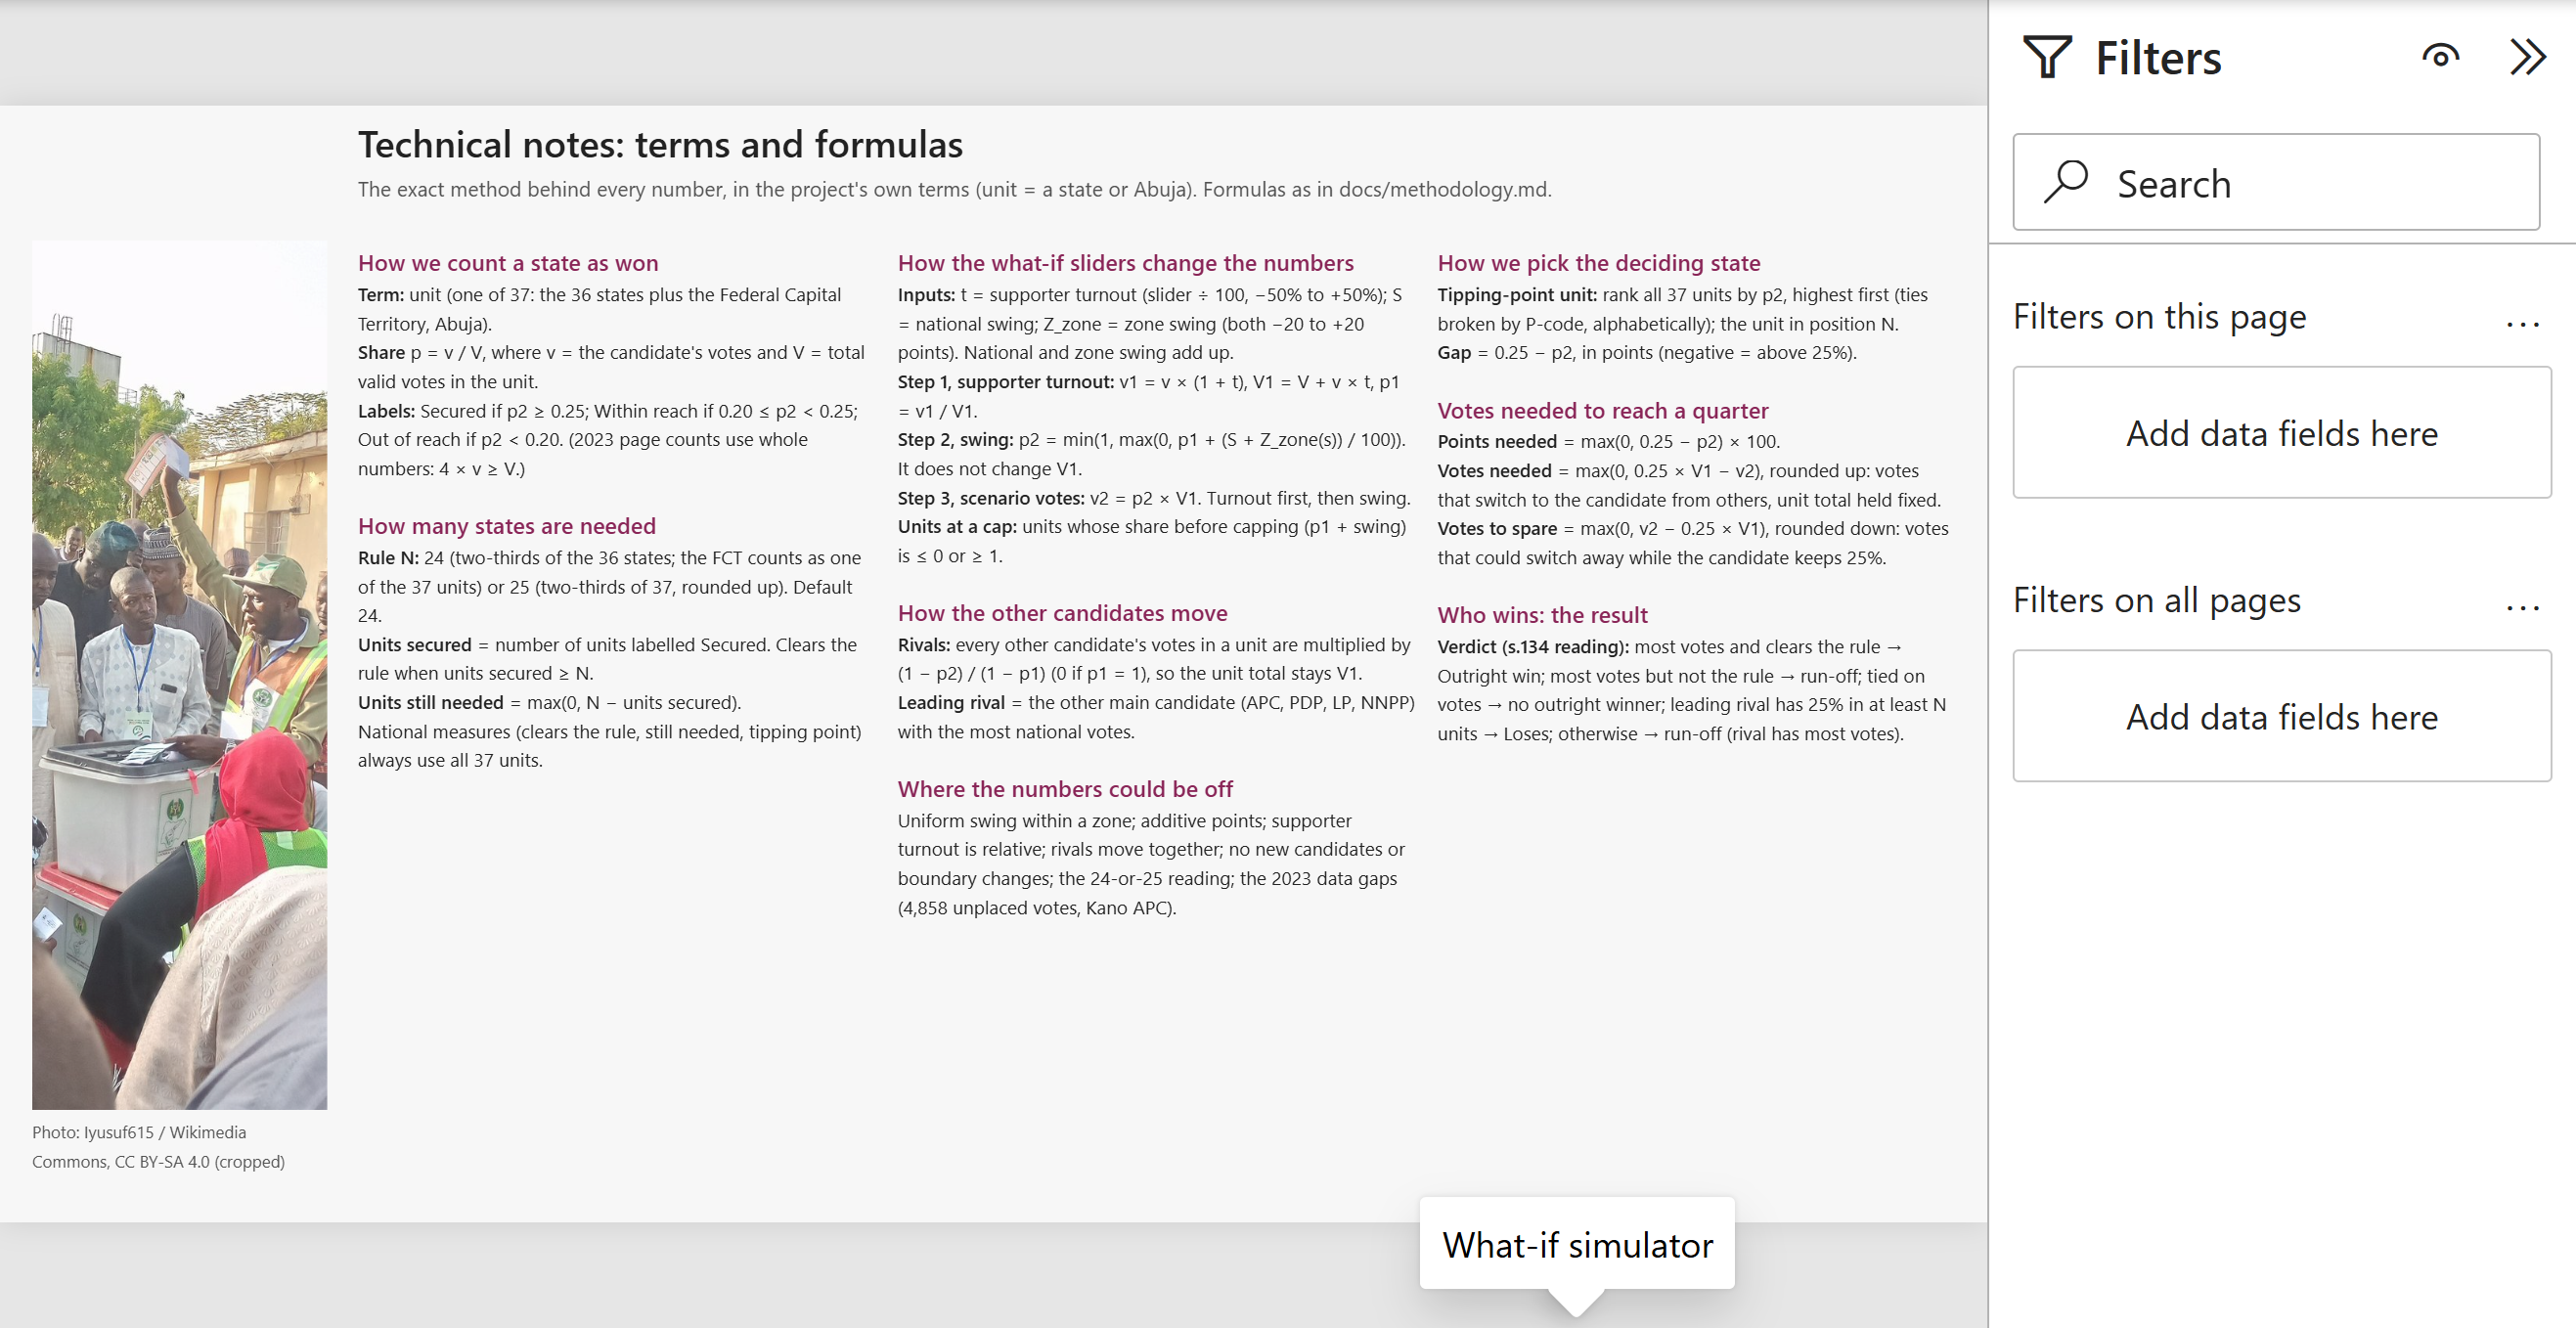 Technical notes: terms and formulas
The exact method behind every number, in the project's own terms (unit = a state or Abuja). Formulas as in docs/methodology.md.
How we count a state as won
Term: unit (one of 37: the 36 states plus the Federal Capital
Territory, Abuja).
Share p = v / V, where v = the candidate's votes and V = total
valid votes in the unit.
Labels: Secured if p2 ≥ 0.25; Within reach if 0.20 ≤ p2 < 0.25;
Out of reach if p2 < 0.20. (2023 page counts use whole
numbers: 4 × v ≥ V.)
How many states are needed
Rule N: 24 (two-thirds of the 36 states; the FCT counts as one
of the 37 units) or 25 (two-thirds of 37, rounded up). Default
24.
Units secured = number of units labelled Secured. Clears the
rule when units secured ≥ N.
Units still needed = max(0, N − units secured).
National measures (clears the rule, still needed, tipping point)
always use all 37 units.
How the what-if sliders change the numbers
Inputs: t = supporter turnout (slider ÷ 100, −50% to +50%); S
= national swing; Z_zone = zone swing (both −20 to +20
points). National and zone swing add up.
Step 1, supporter turnout: v1 = v × (1 + t), V1 = V + v × t, p1
= v1 / V1.
Step 2, swing: p2 = min(1, max(0, p1 + (S + Z_zone(s)) / 100)).
It does not change V1.
Step 3, scenario votes: v2 = p2 × V1. Turnout first, then swing.
Units at a cap: units whose share before capping (p1 + swing)
is ≤ 0 or ≥ 1.
How the other candidates move
Rivals: every other candidate's votes in a unit are multiplied by
(1 − p2) / (1 − p1) (0 if p1 = 1), so the unit total stays V1.
Leading rival = the other main candidate (APC, PDP, LP, NNPP)
with the most national votes.
Where the numbers could be off
Uniform swing within a zone; additive points; supporter
turnout is relative; rivals move together; no new candidates or
boundary changes; the 24-or-25 reading; the 2023 data gaps
(4,858 unplaced votes, Kano APC).
How we pick the deciding state
Tipping-point unit: rank all 37 units by p2, highest first (ties
broken by P-code, alphabetically); the unit in position N.
Gap = 0.25 − p2, in points (negative = above 25%).
Votes needed to reach a quarter
Points needed = max(0, 0.25 − p2) × 100.
Votes needed = max(0, 0.25 × V1 − v2), rounded up: votes
that switch to the candidate from others, unit total held fixed.
Votes to spare = max(0, v2 − 0.25 × V1), rounded down: votes
that could switch away while the candidate keeps 25%.
Who wins: the result
Verdict (s.134 reading): most votes and clears the rule →
Outright win; most votes but not the rule → run-off; tied on
votes → no outright winner; leading rival has 25% in at least N
units → Loses; otherwise → run-off (rival has most votes).
Photo: Iyusuf615 / Wikimedia
Commons, CC BY-SA 4.0 (cropped)
What-if simulator
Filters
Search
Filters on this page
Add data fields here
Filters on all pages
Add data fields here